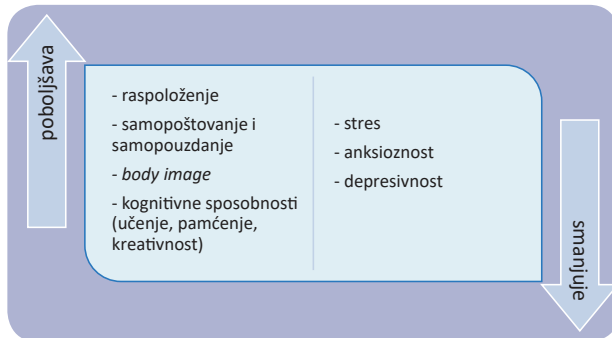 poboljšava
- raspoloženje
- samopoštovanje i
samopouzdanje
- body image
- kognitivne sposobnosti
(učenje, pamćenje,
kreativnost)
- stres
- anksioznost
- depresivnost
smanjuje